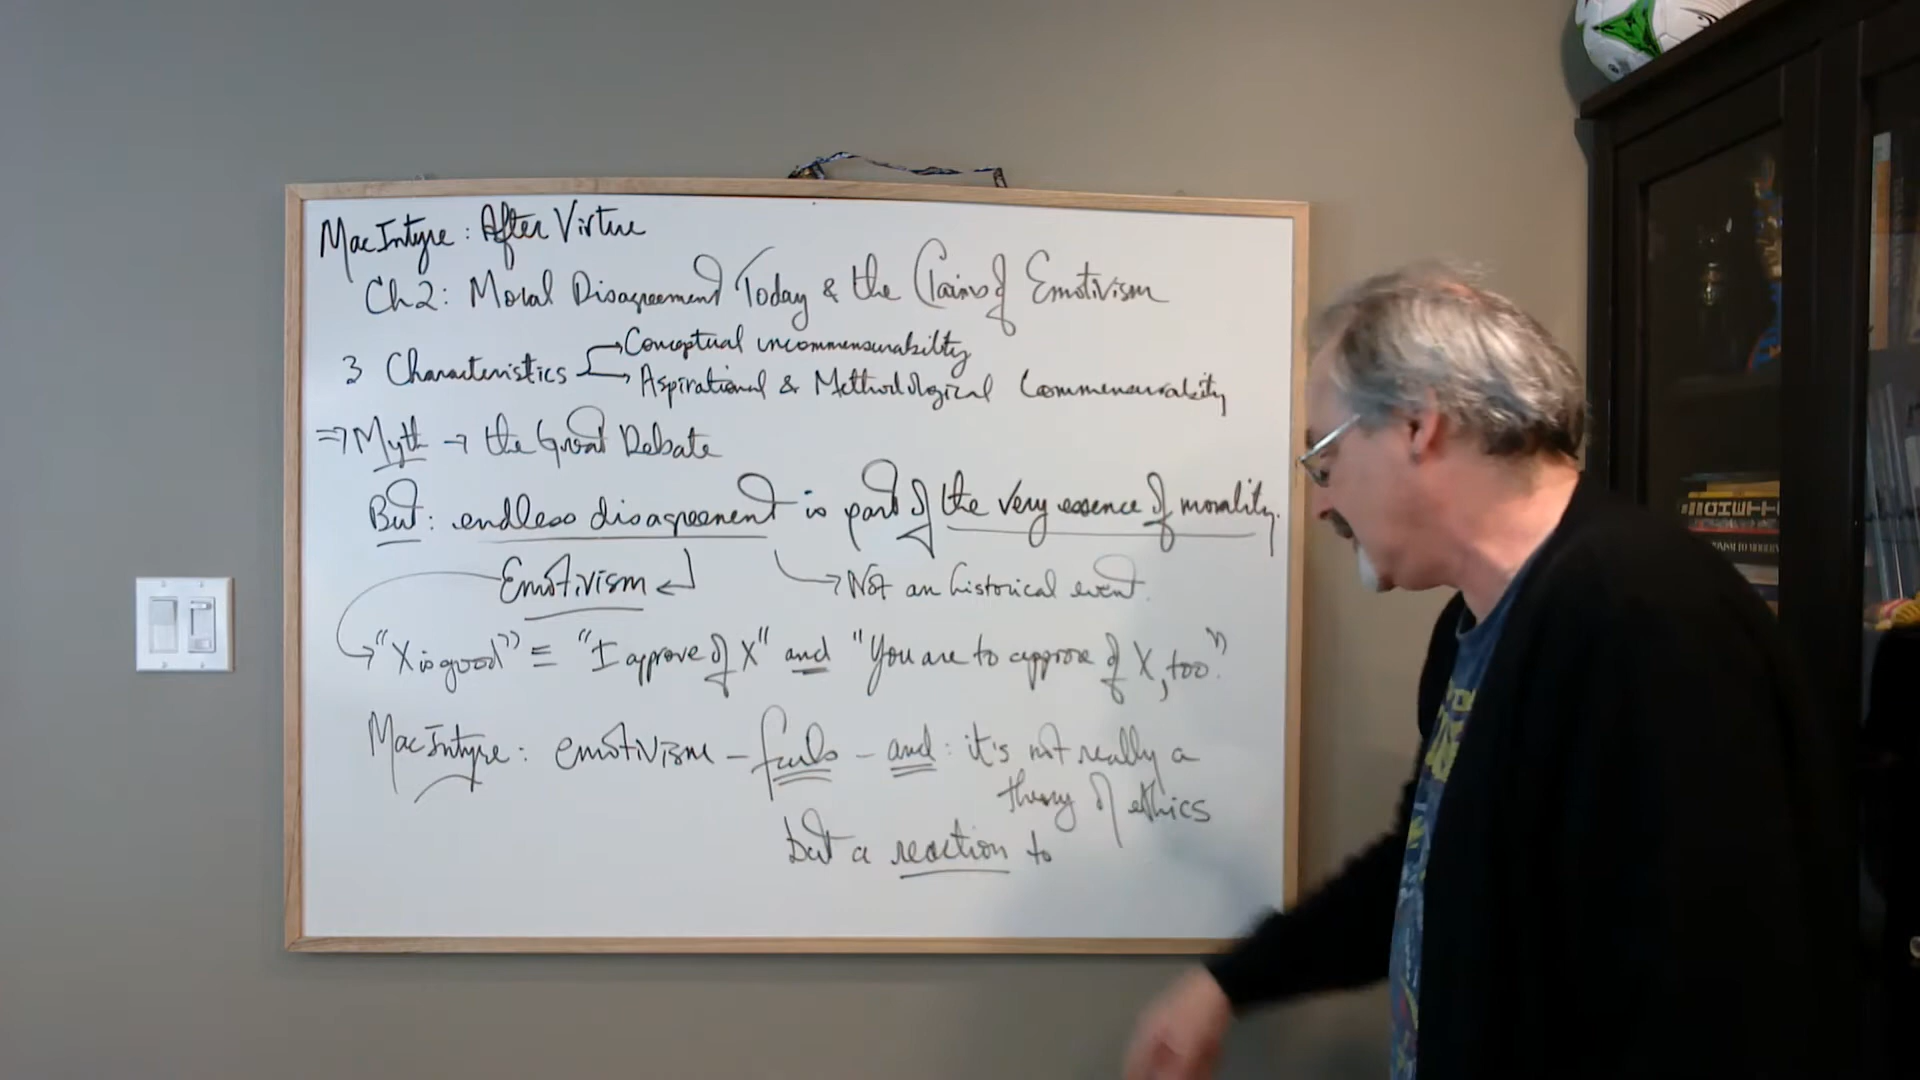 MacIntyre: After Virtue
Ch 2: Moral Disagreement Today & the Claims of Emotivism
3 Characteristics → Conceptual incommensurability
→ Aspirational & Methodological Commensurability
⇒ Myth → the Great Debate
But: endless disagreement is part of the very essence of morality.
Emotivism ↵ → Not an historical event.
→ "X is good" ≡ "I approve of X" and "You are to approve of X, too."
MacIntyre: emotivism – fails – and: it's not really a
theory of ethics
but a reaction to